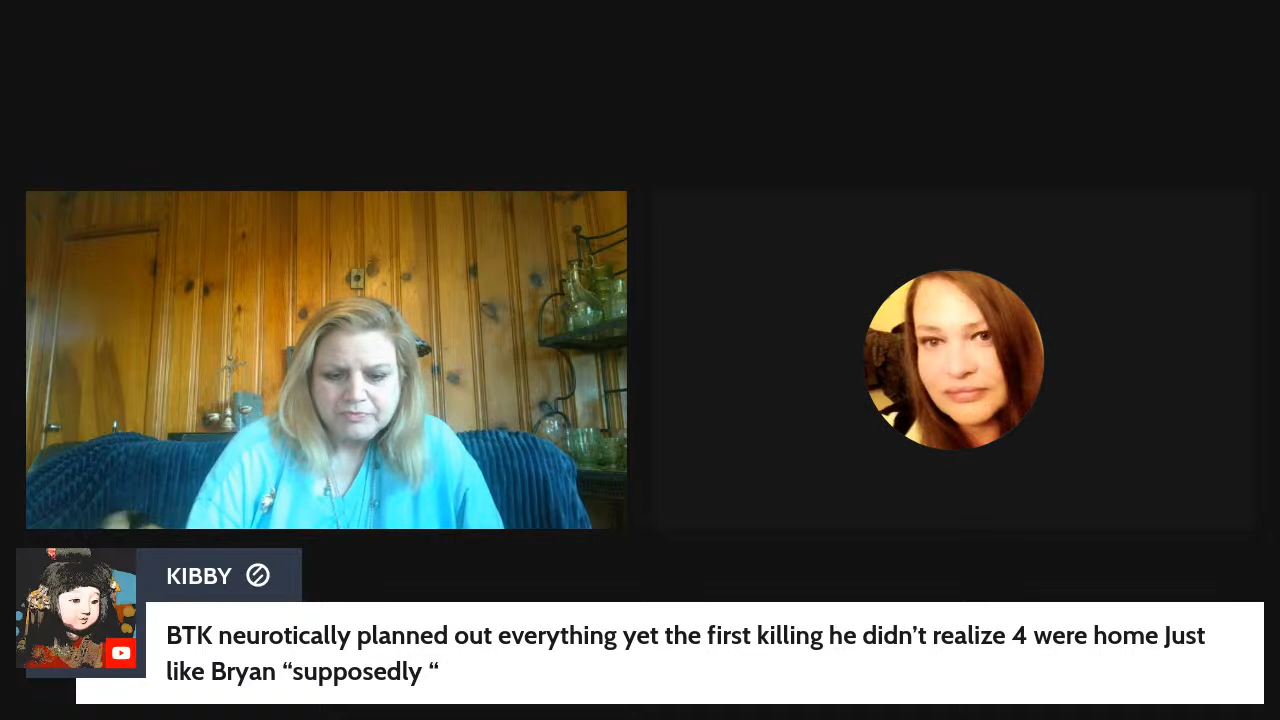 KIBBY
BTK neurotically planned out everything yet the first killing he didn’t realize 4 were home Just
like Bryan “supposedly “